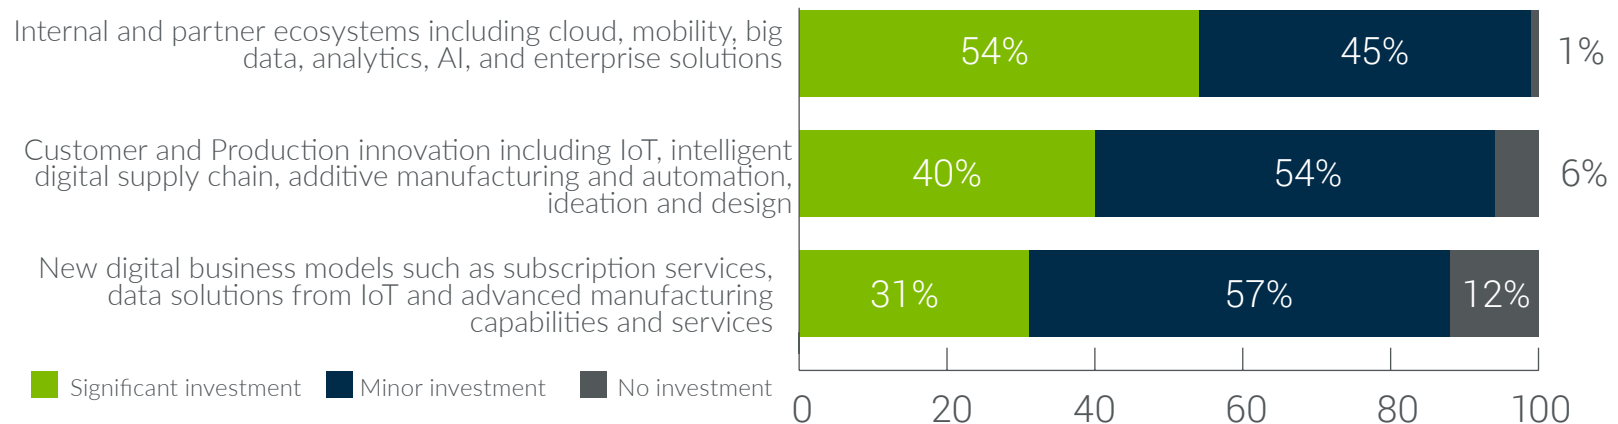 Internal and partner ecosystems including cloud, mobility, big
data, analytics, AI, and enterprise solutions
54%
45%
1%
Customer and Production innovation including IoT, intelligent
digital supply chain, additive manufacturing and automation,
ideation and design
40%
54%
6%
New digital business models such as subscription services,
data solutions from IoT and advanced manufacturing
capabilities and services
31%
57%
12%
Significant investment
Minor investment
No investment
0
20
40
60
80
100